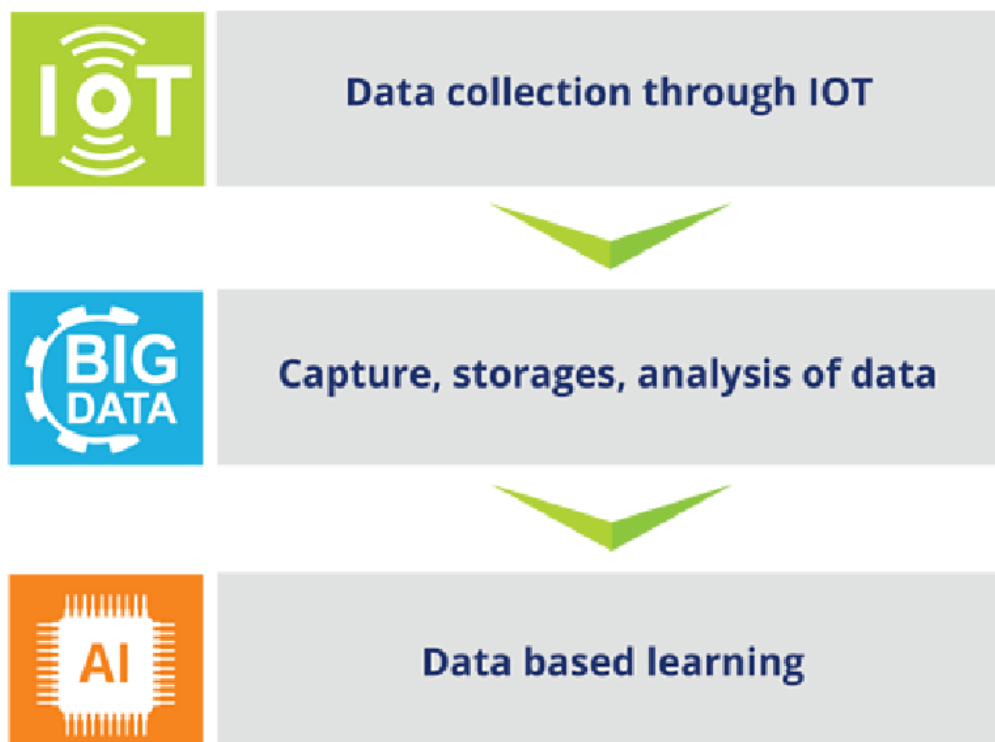 IOT
Data collection through IOT
BIG
DATA
Capture, storages, analysis of data
AI
Data based learning